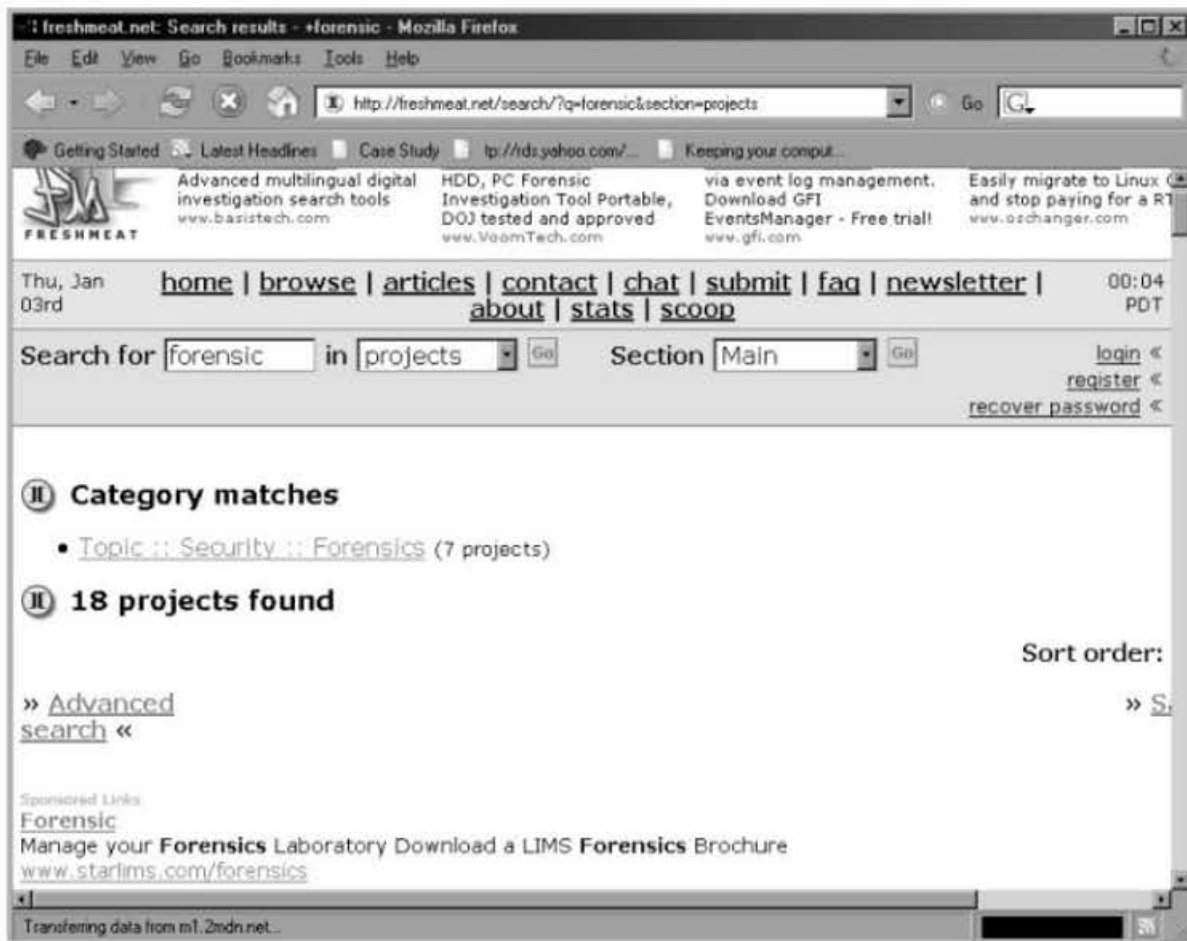 freshmeat.net: Search results - +forensic - Mozilla Firefox
File Edit View Go Bookmarks Tools Help
http://freshmeat.net/search/?q=forensic&section=projects Go G
Getting Started Latest Headlines Case Study tp://rds.yahoo.com/... Keeping your comput...
Advanced multilingual digital
investigation search tools
www.basistech.com
HDD, PC Forensic
Investigation Tool Portable,
DOJ tested and approved
www.VoomTech.com
via event log management.
Download GFI
EventsManager - Free trial!
www.gfi.com
Easily migrate to Linux
and stop paying for a RT
www.oschanger.com
FM
FRESHMEAT
Thu, Jan
03rd
home | browse | articles | contact | chat | submit | faq | newsletter |
about | stats | scoop
00:04
PDT
Search for forensic in projects Go Section Main Go
login «
register «
recover password «
Category matches
• Topic :: Security :: Forensics (7 projects)
18 projects found
Sort order:
» Advanced
search «
» Sa
Sponsored Links
Forensic
Manage your Forensics Laboratory Download a LIMS Forensics Brochure
www.starlims.com/forensics
Transferring data from m1.2mdn.net...